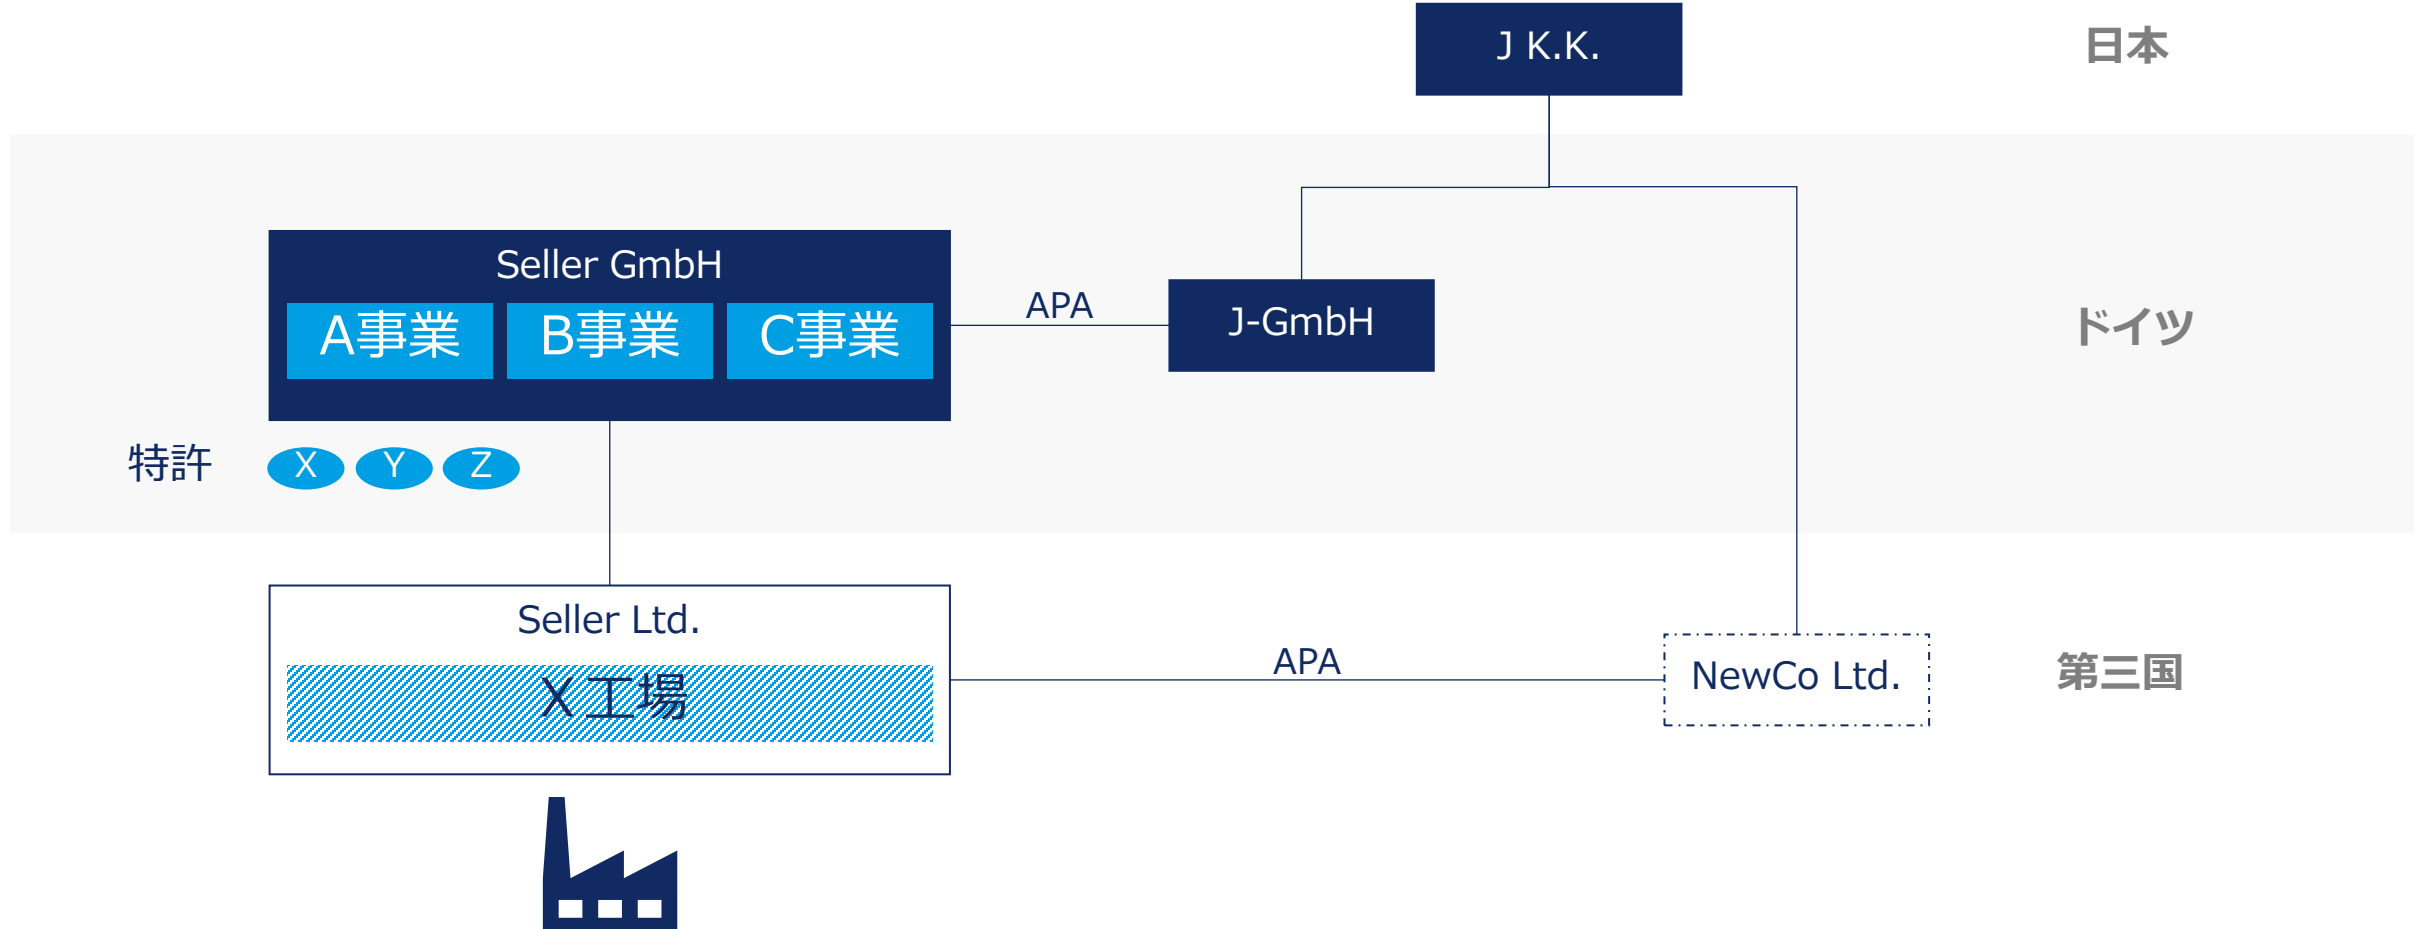 J K.K.
日本
Seller GmbH
A事業
B事業
C事業
APA
J-GmbH
ドイツ
特許
X
Y
Z
Seller Ltd.
X工場
APA
NewCo Ltd.
第三国